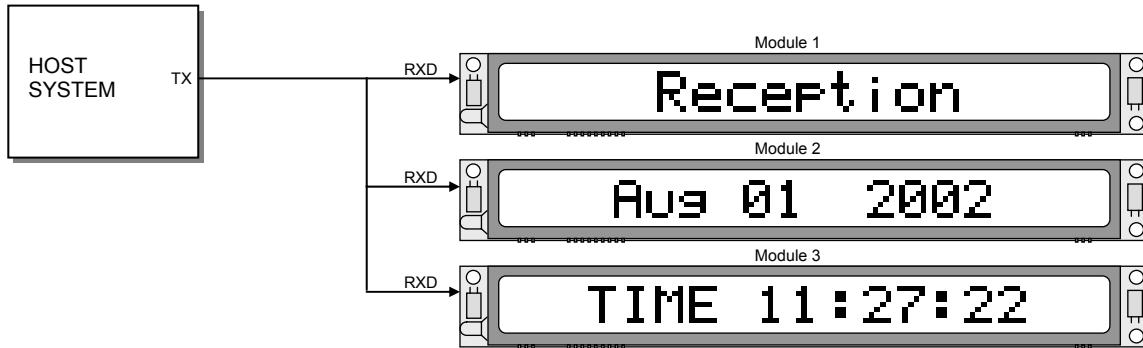 HOST
SYSTEM
TX
Module 1
RXD
Reception
Module 2
RXD
Aug 01 2002
Module 3
RXD
TIME 11:27:22